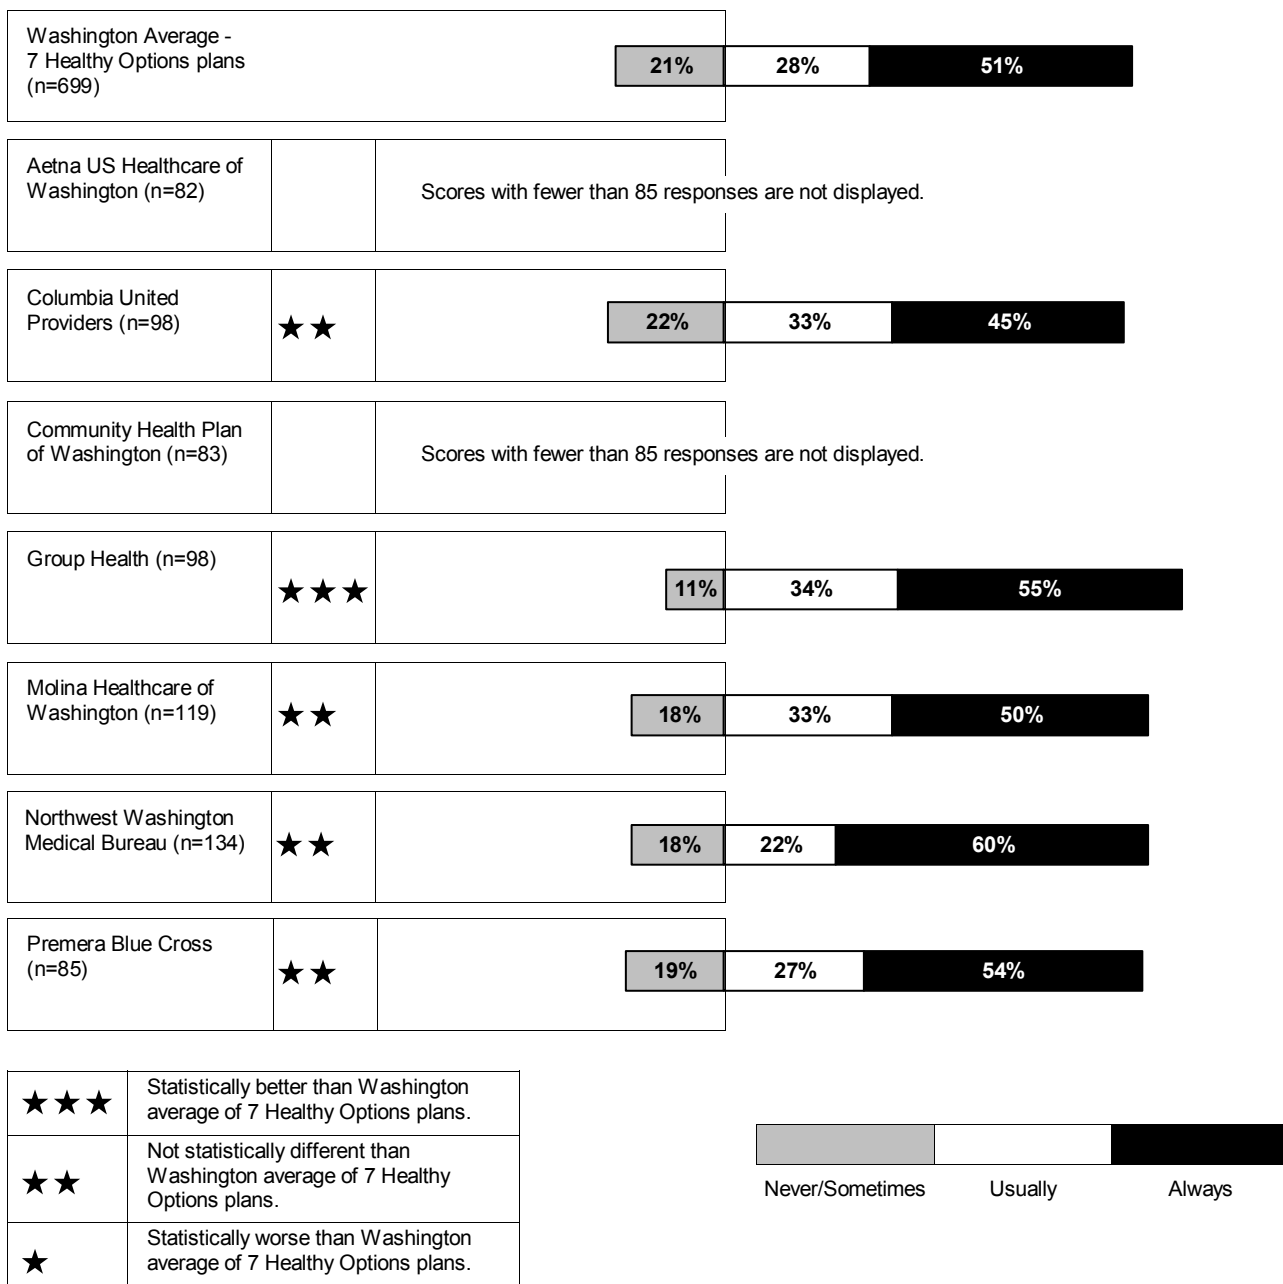 Washington Average -
7 Healthy Options plans
(n=699)
21% 28% 51%
Aetna US Healthcare of
Washington (n=82)
Scores with fewer than 85 responses are not displayed.
Columbia United
Providers (n=98)
★★
22% 33% 45%
Community Health Plan
of Washington (n=83)
Scores with fewer than 85 responses are not displayed.
Group Health (n=98)
★★★
11% 34% 55%
Molina Healthcare of
Washington (n=119)
★★
18% 33% 50%
Northwest Washington
Medical Bureau (n=134)
★★
18% 22% 60%
Premera Blue Cross
(n=85)
★★
19% 27% 54%
★★★
Statistically better than Washington
average of 7 Healthy Options plans.
★★
Not statistically different than
Washington average of 7 Healthy
Options plans.
★
Statistically worse than Washington
average of 7 Healthy Options plans.
Never/Sometimes Usually Always